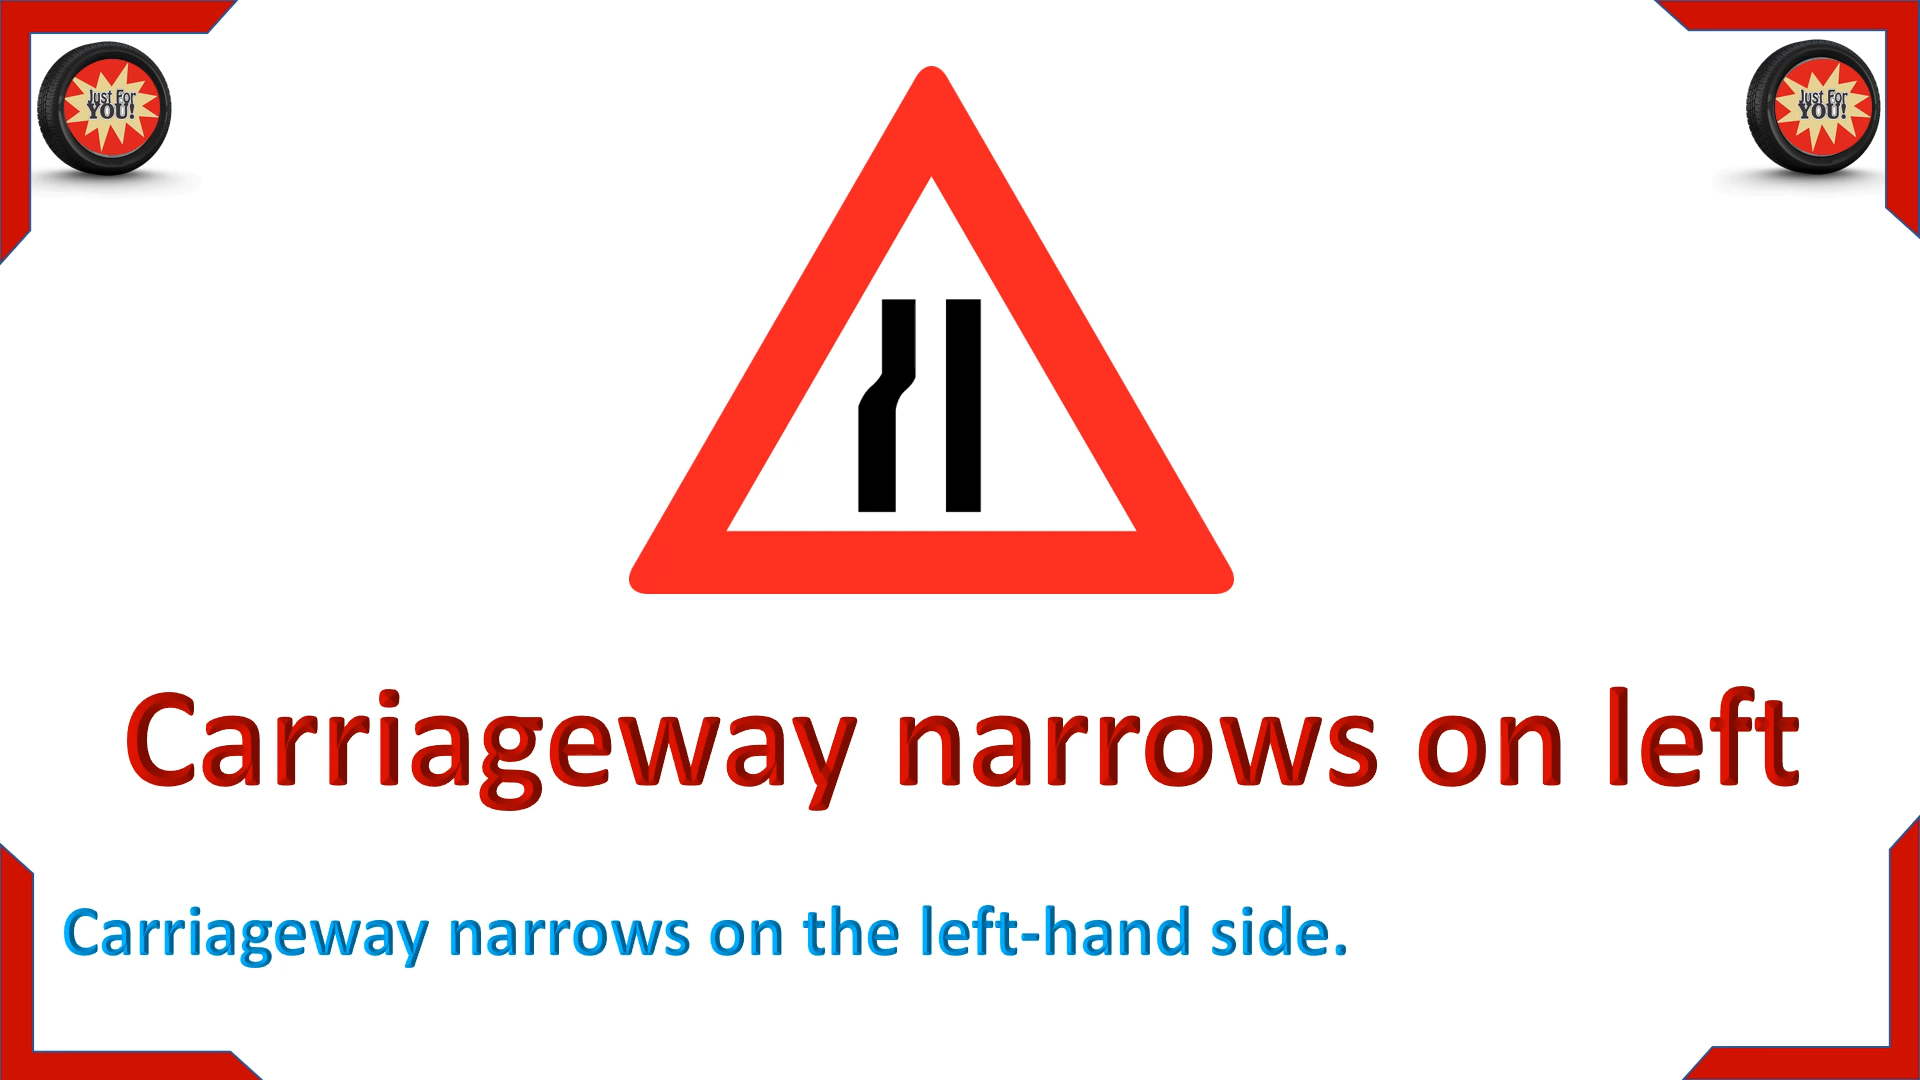 Just For
YOU!
Just For
YOU!
Carriageway narrows on left
Carriageway narrows on the left-hand side.